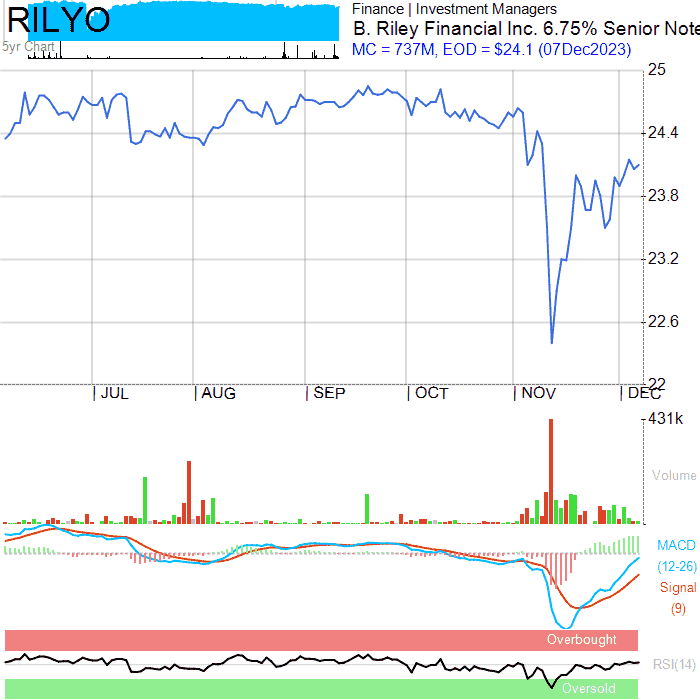 RILYO
5yr Chart
Finance | Investment Managers
B. Riley Financial Inc. 6.75% Senior Note
MC = 737M, EOD = $24.1 (07Dec2023)
25
24.4
23.8
23.2
22.6
22
JUL AUG SEP OCT NOV DEC
431k
Volume
MACD
(12-26)
Signal
(9)
Overbought
RSI(14)
Oversold